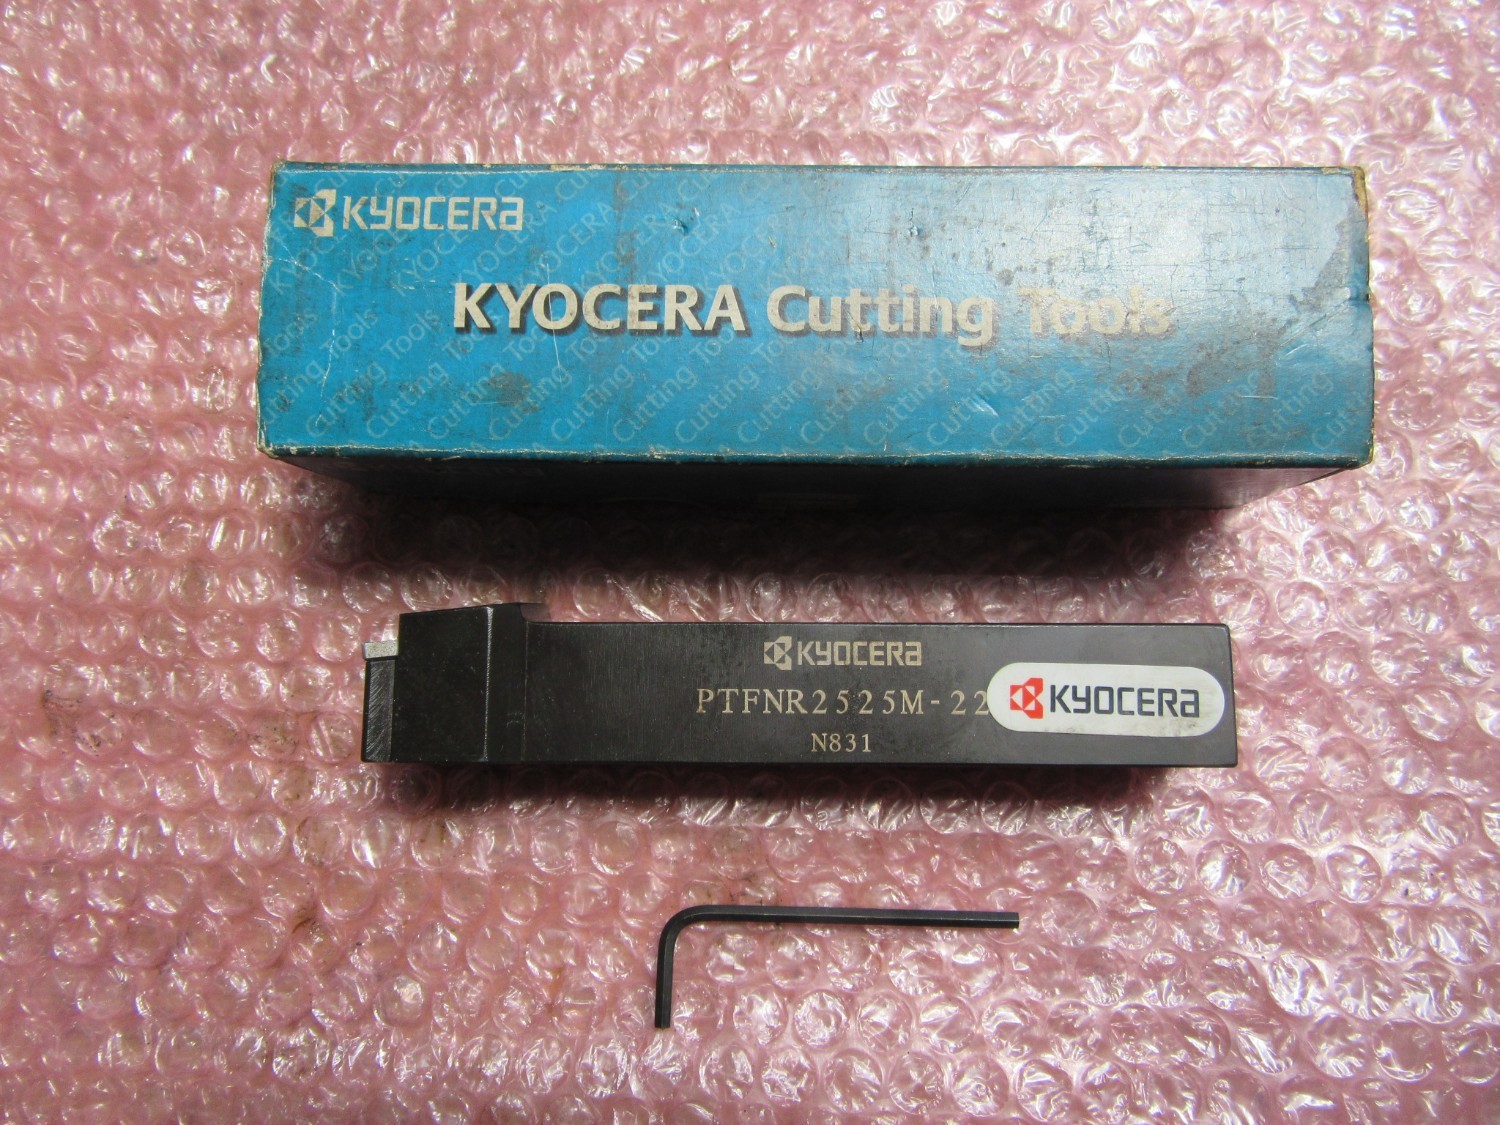 KYOCERA
KYOCERA Cutting Tools
KYOCERA
PTFNR2525M-22
KYOCERA
N831